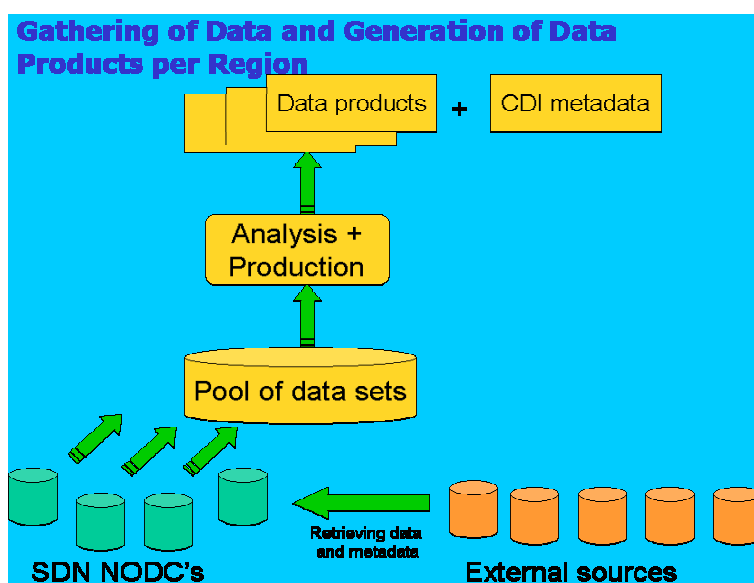 Gathering of Data and Generation of Data
Products per Region
Data products
+
CDI metadata
Analysis +
Production
Pool of data sets
Retrieving data
and metadata
SDN NODC's
External sources